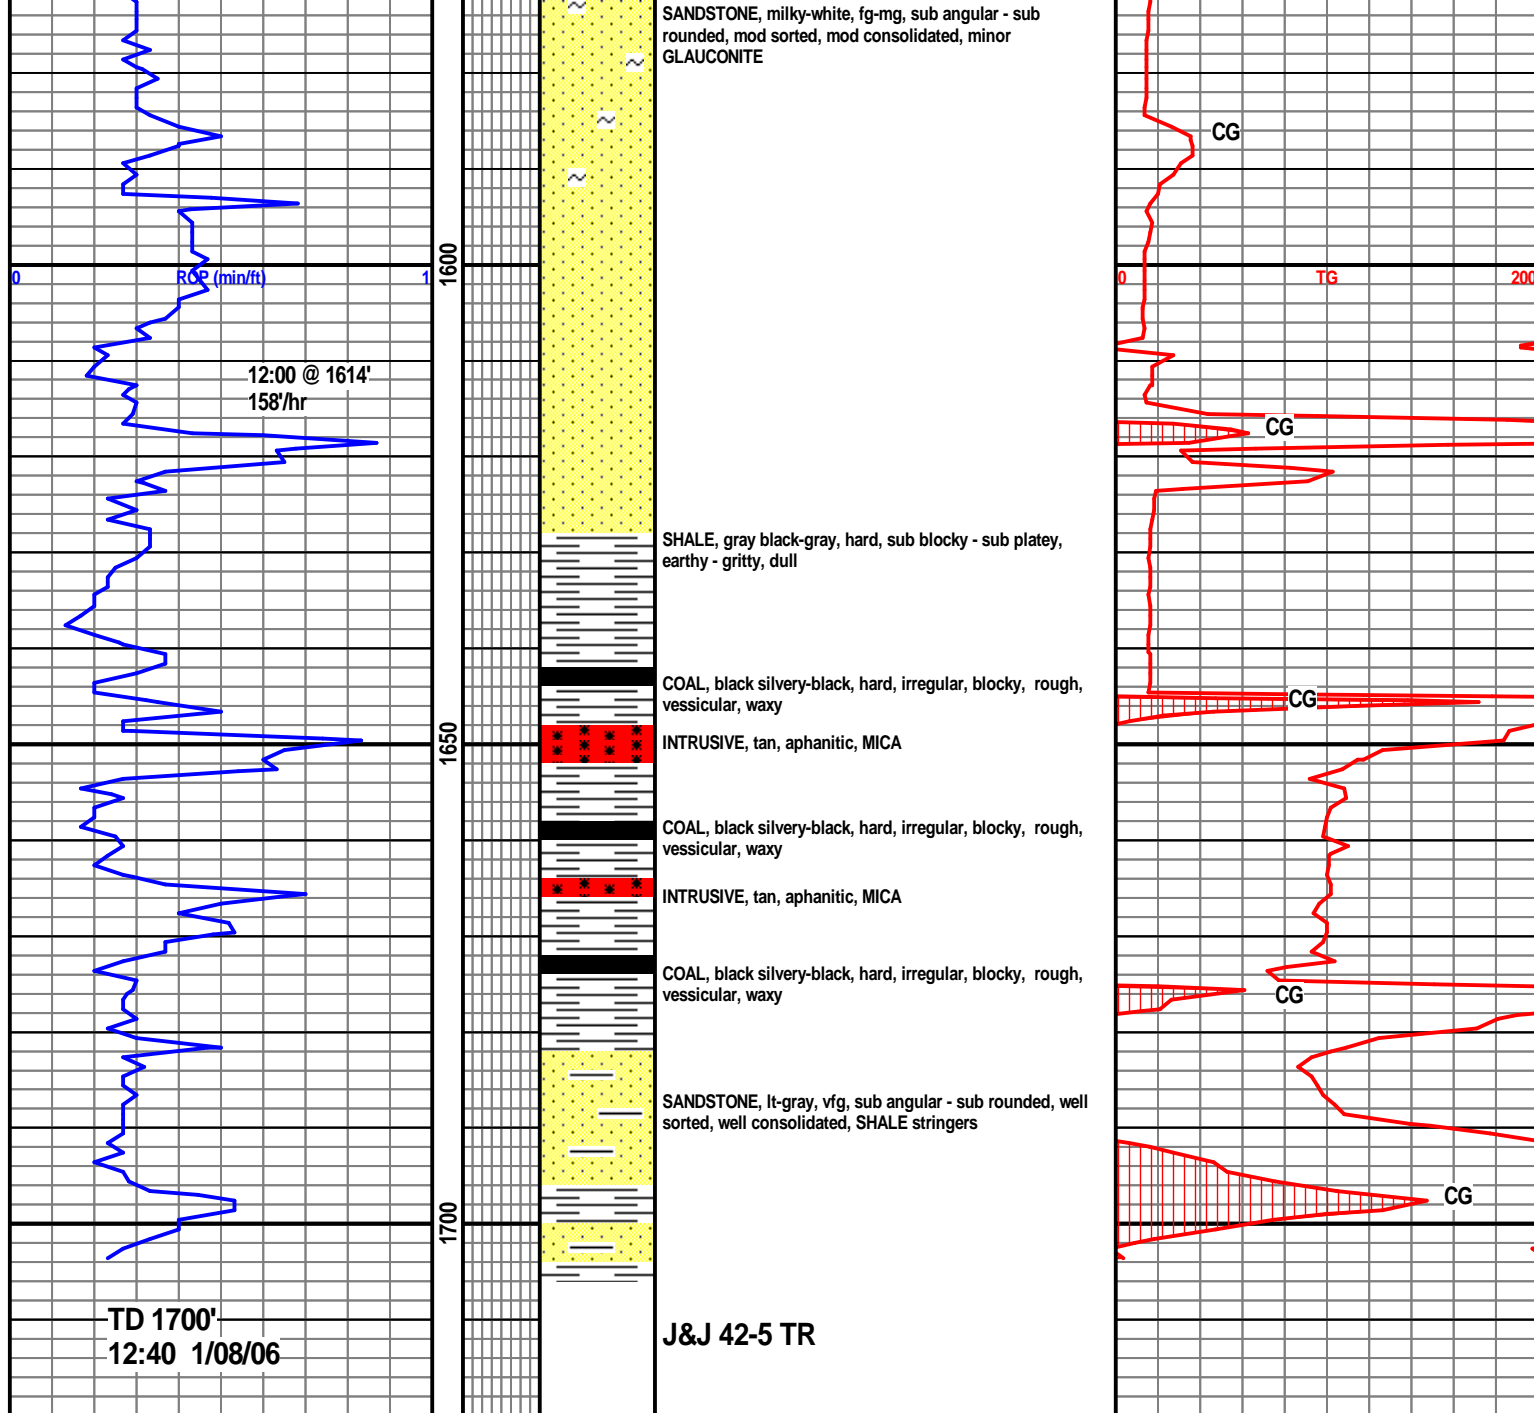 SANDSTONE, milky-white, fg-mg, sub angular - sub
rounded, mod sorted, mod consolidated, minor
GLAUCONITE
CG
1600
0 ROP (min/ft) 1
0 TG 200
12:00 @ 1614'
158'/hr
CG
SHALE, gray black-gray, hard, sub blocky - sub platey,
earthy - gritty, dull
COAL, black silvery-black, hard, irregular, blocky, rough,
vessicular, waxy
CG
1650
INTRUSIVE, tan, aphanitic, MICA
COAL, black silvery-black, hard, irregular, blocky, rough,
vessicular, waxy
INTRUSIVE, tan, aphanitic, MICA
COAL, black silvery-black, hard, irregular, blocky, rough,
vessicular, waxy
CG
SANDSTONE, lt-gray, vfg, sub angular - sub rounded, well
sorted, well consolidated, SHALE stringers
CG
1700
TD 1700'
12:40 1/08/06
J&J 42-5 TR